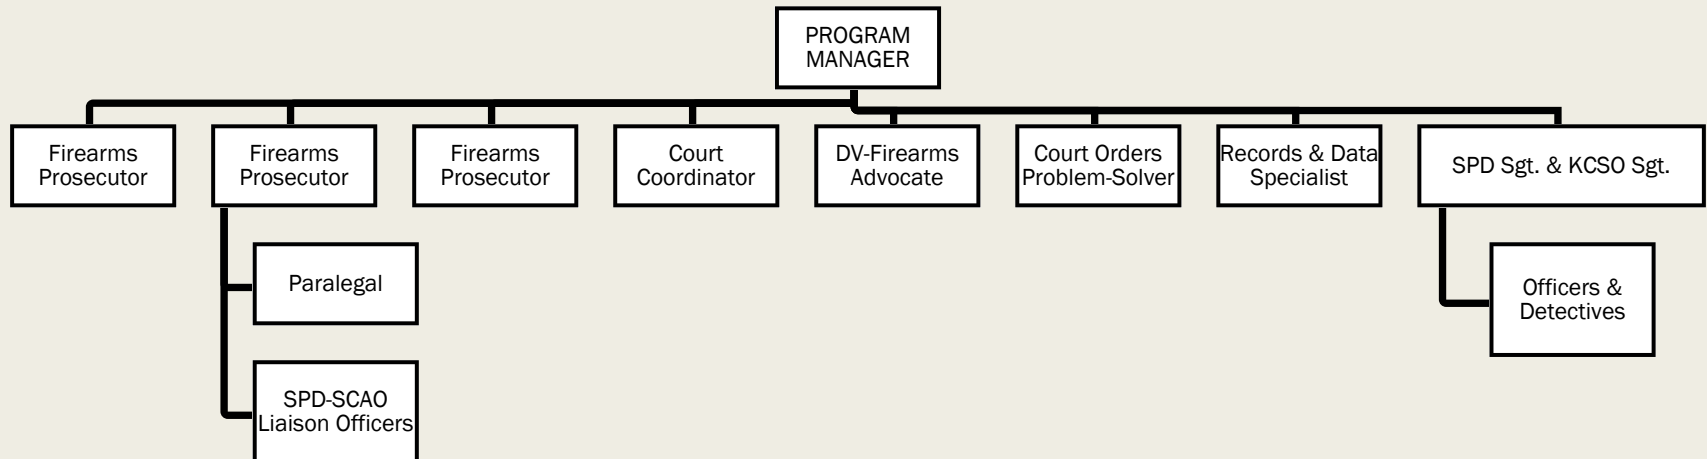 PROGRAM
MANAGER
Firearms
Prosecutor
Firearms
Prosecutor
Firearms
Prosecutor
Court
Coordinator
DV-Firearms
Advocate
Court Orders
Problem-Solver
Records & Data
Specialist
SPD Sgt. & KCSO Sgt.
Paralegal
SPD-SCAO
Liaison Officers
Officers &
Detectives